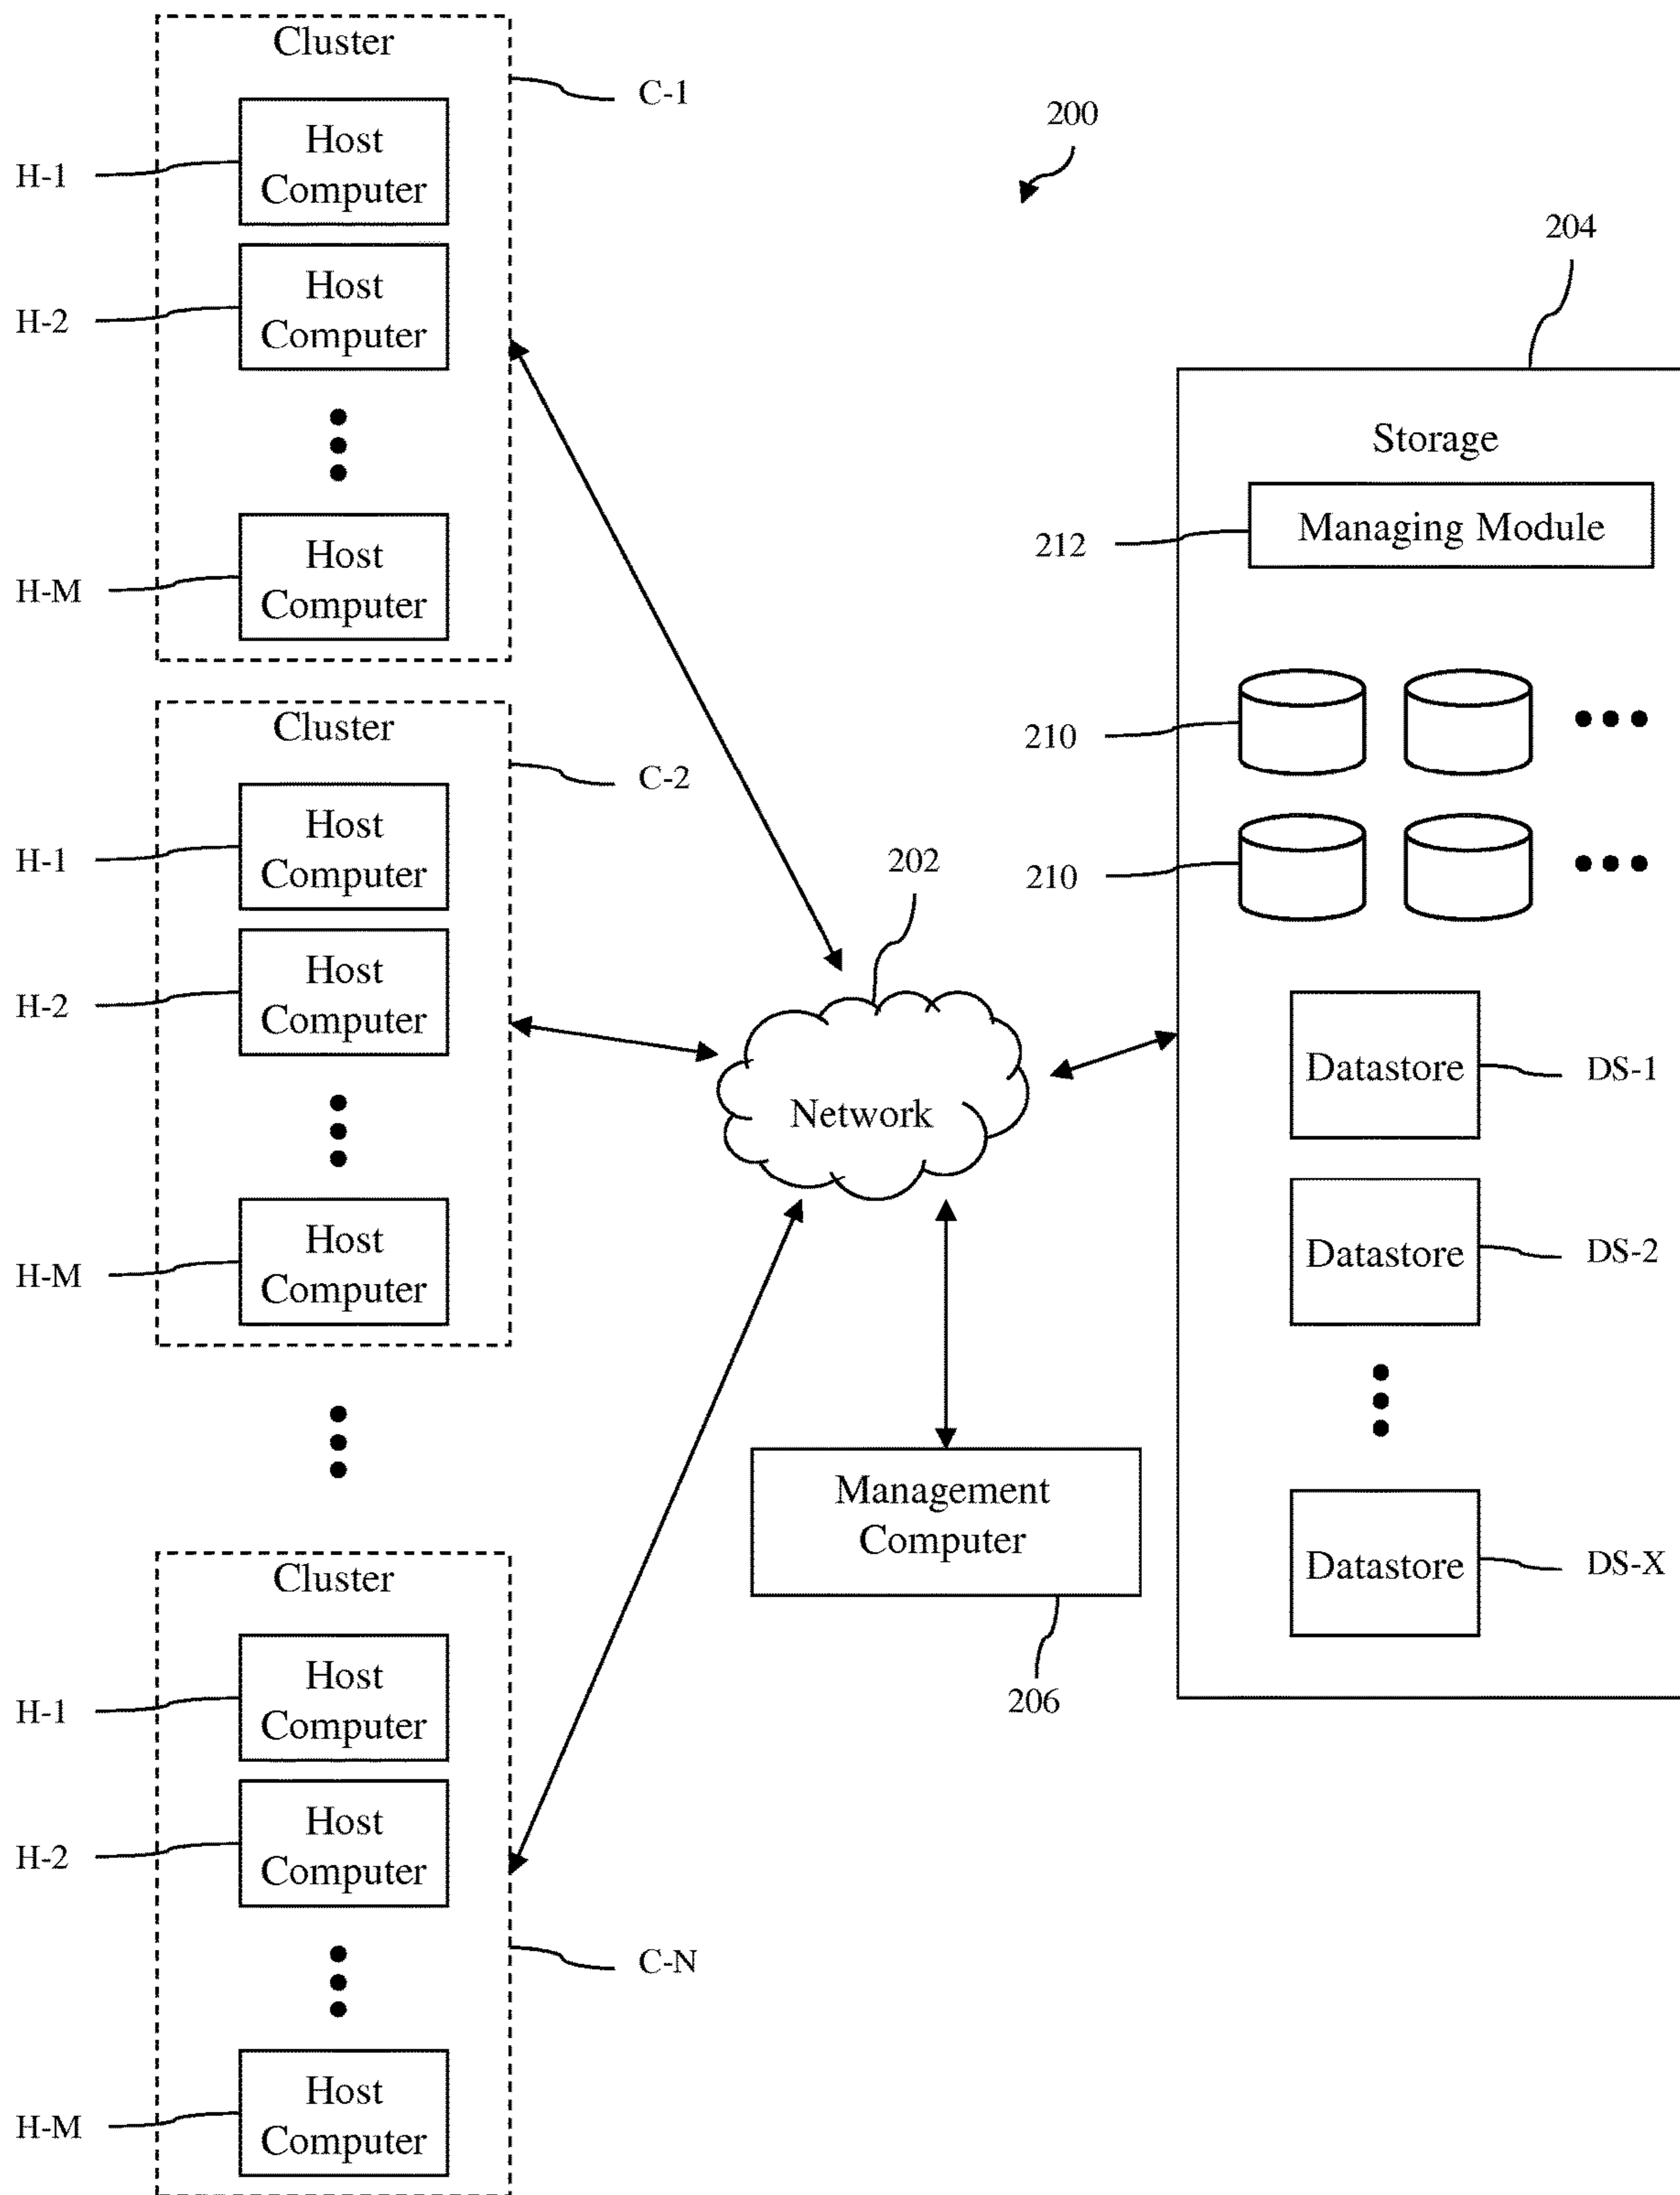 Cluster
C-1
Host
Computer
H-1
Host
Computer
H-2
Host
Computer
H-M
Cluster
C-2
Host
Computer
H-1
Host
Computer
H-2
Host
Computer
H-M
Cluster
Host
Computer
H-1
Host
Computer
H-2
C-N
Host
Computer
H-M
200
202
Network
Management
Computer
206
204
Storage
Managing Module
212
210
210
Datastore
DS-1
Datastore
DS-2
Datastore
DS-X